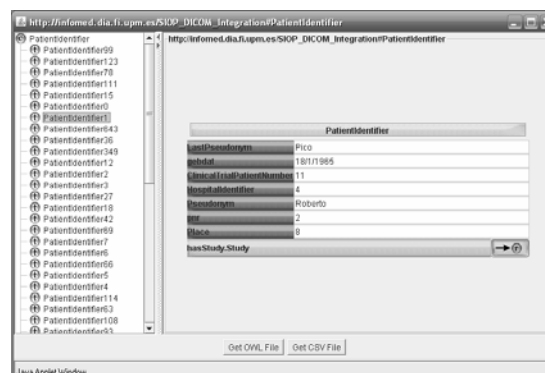 http://infomed.dia.fi.upm.es/SIOP_DICOM_Integration#PatientIdentifier
PatientIdentifier
PatientIdentifier99
PatientIdentifier123
PatientIdentifier78
PatientIdentifier111
PatientIdentifier15
PatientIdentifier0
PatientIdentifier1
PatientIdentifier643
PatientIdentifier36
PatientIdentifier349
PatientIdentifier12
PatientIdentifier2
PatientIdentifier3
PatientIdentifier27
PatientIdentifier18
PatientIdentifier42
PatientIdentifier69
PatientIdentifier7
PatientIdentifier6
PatientIdentifier66
PatientIdentifier5
PatientIdentifier4
PatientIdentifier114
PatientIdentifier63
PatientIdentifier108
PatientIdentifier93
http://infomed.dia.fi.upm.es/SIOP_DICOM_Integration#PatientIdentifier
PatientIdentifier
LastPseudonym Pico
gebdat 18/1/1965
ClinicalTrialPatientNumber 11
HospitalIdentifier 4
Pseudonym Roberto
2
Place 8
hasStudy.Study
Get OWL File Get CSV File
Java Applet Window